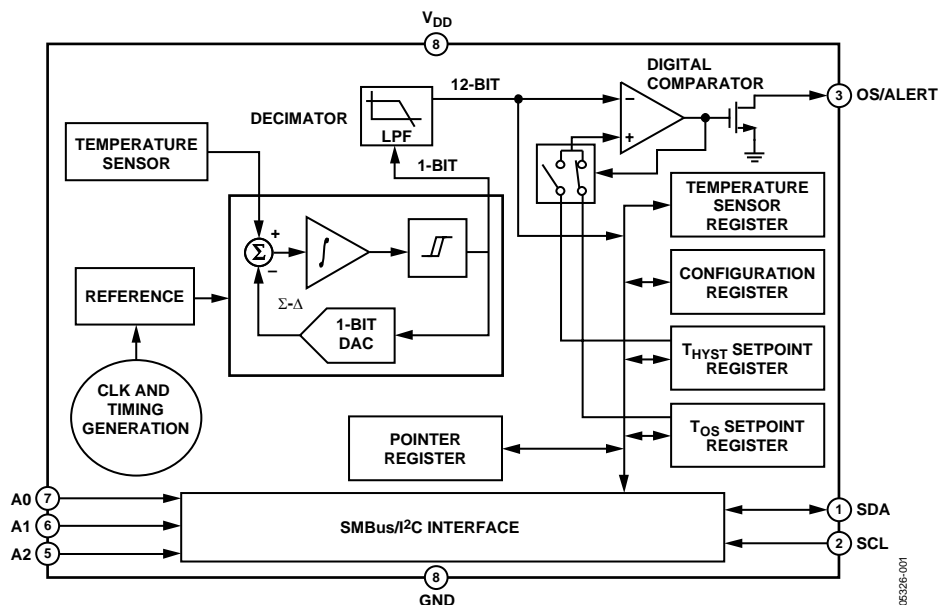 VDD
8
DIGITAL
COMPARATOR
12-BIT
−
3 OS/ALERT
DECIMATOR
LPF
+
TEMPERATURE
SENSOR
1-BIT
TEMPERATURE
SENSOR
REGISTER
+
Σ
−
∫
CONFIGURATION
REGISTER
REFERENCE
Σ-Δ
1-BIT
DAC
THYST SETPOINT
REGISTER
CLK AND
TIMING
GENERATION
POINTER
REGISTER
TOS SETPOINT
REGISTER
A0 7
A1 6
A2 5
SMBus/I2C INTERFACE
1 SDA
2 SCL
8
GND
05326-001